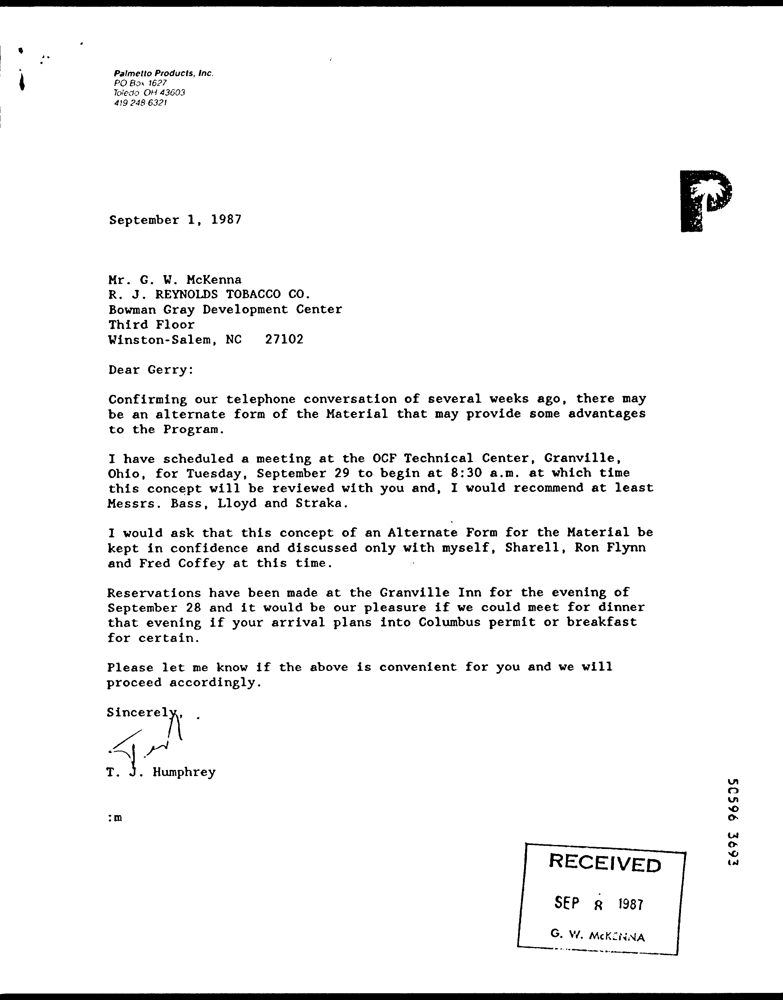 Palmetto Products, Inc.
PO Box 1627
Toledo OH 43603
419 248 6321
P
September 1, 1987
Mr. G. W. McKenna
R. J. REYNOLDS TOBACCO CO.
Bowman Gray Development Center
Third Floor
Winston-Salem, NC 27102
Dear Gerry:
Confirming our telephone conversation of several weeks ago, there may
be an alternate form of the Material that may provide some advantages
to the Program.
I have scheduled a meeting at the OCF Technical Center, Granville,
Ohio, for Tuesday, September 29 to begin at 8:30 a.m. at which time
this concept will be reviewed with you and, I would recommend at least
Messrs. Bass, Lloyd and Straka.
I would ask that this concept of an Alternate Form for the Material be
kept in confidence and discussed only with myself, Sharell, Ron Flynn
and Fred Coffey at this time.
Reservations have been made at the Granville Inn for the evening of
September 28 and it would be our pleasure if we could meet for dinner
that evening if your arrival plans into Columbus permit or breakfast
for certain.
Please let me know if the above is convenient for you and we will
proceed accordingly.
Sincerely,
T. J. Humphrey
:m
50596 3693
RECEIVED
SEP 8 1987
G. W. McKENNA